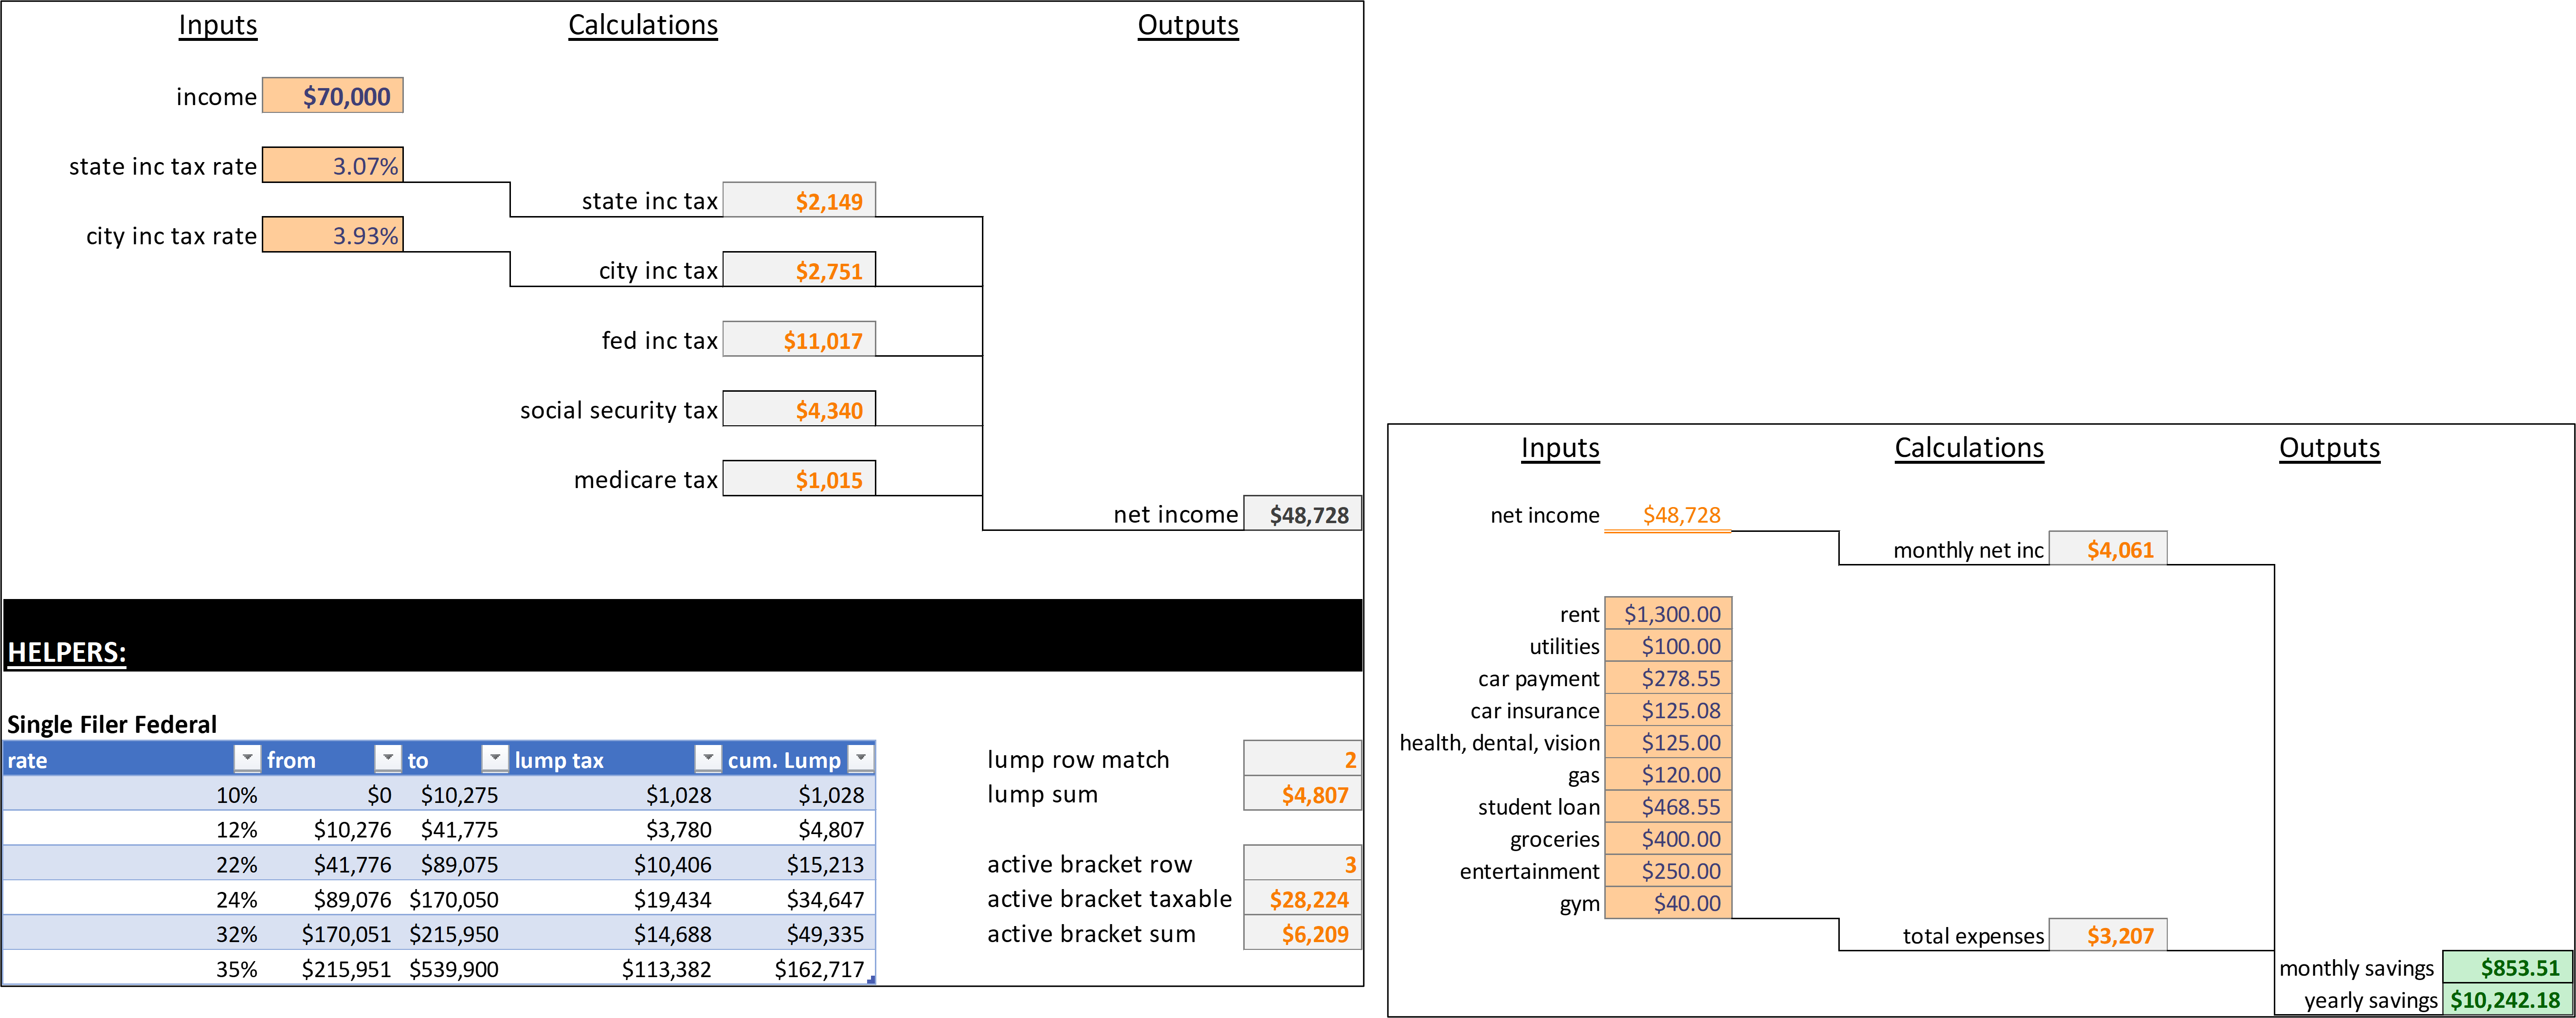 Inputs Calculations Outputs
income $70,000
state inc tax rate 3.07%
state inc tax $2,149
city inc tax rate 3.93%
city inc tax $2,751
fed inc tax $11,017
social security tax $4,340
medicare tax $1,015
net income $48,728
HELPERS:
Single Filer Federal
rate from to lump tax cum. Lump
10% $0 $10,275 $1,028 $1,028
12% $10,276 $41,775 $3,780 $4,807
22% $41,776 $89,075 $10,406 $15,213
24% $89,076 $170,050 $19,434 $34,647
32% $170,051 $215,950 $14,688 $49,335
35% $215,951 $539,900 $113,382 $162,717
lump row match 2
lump sum $4,807
active bracket row 3
active bracket taxable $28,224
active bracket sum $6,209
Inputs Calculations Outputs
net income $48,728
monthly net inc $4,061
rent $1,300.00
utilities $100.00
car payment $278.55
car insurance $125.08
health, dental, vision $125.00
gas $120.00
student loan $468.55
groceries $400.00
entertainment $250.00
gym $40.00
total expenses $3,207
monthly savings $853.51
yearly savings $10,242.18